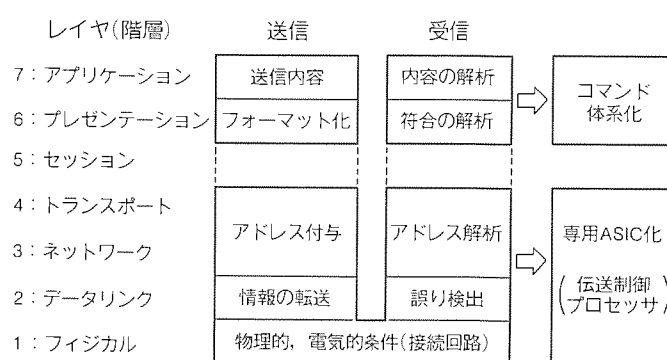 レイヤ(階層) 送信 受信
7：アプリケーション 送信内容 内容の解析
6：プレゼンテーション フォーマット化 符合の解析
コマンド
体系化
5：セッション
4：トランスポート
アドレス付与 アドレス解析
3：ネットワーク
2：データリンク 情報の転送 誤り検出
1：フィジカル 物理的，電気的条件(接続回路)
専用ASIC化
(伝送制御
プロセッサ)